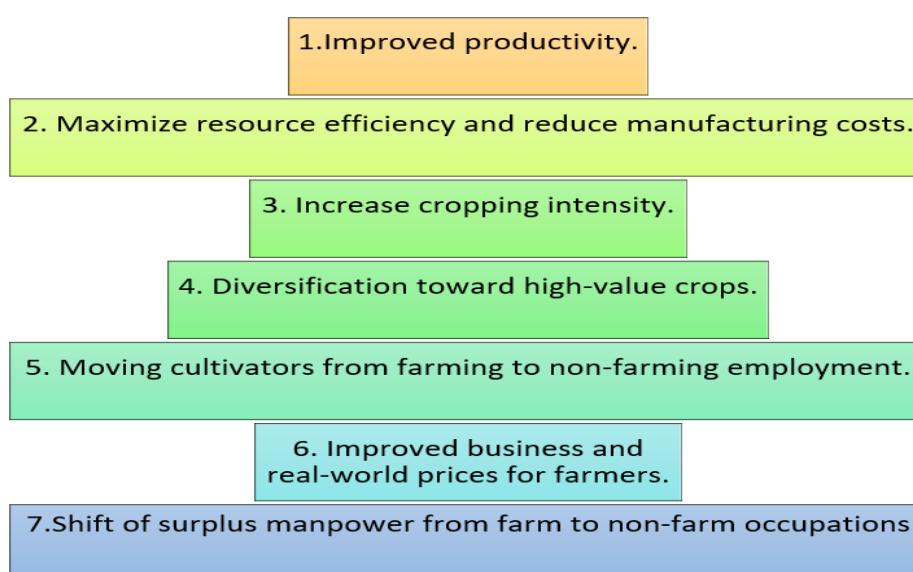 1.Improved productivity.
2. Maximize resource efficiency and reduce manufacturing costs.
3. Increase cropping intensity.
4. Diversification toward high-value crops.
5. Moving cultivators from farming to non-farming employment.
6. Improved business and
real-world prices for farmers.
7.Shift of surplus manpower from farm to non-farm occupations